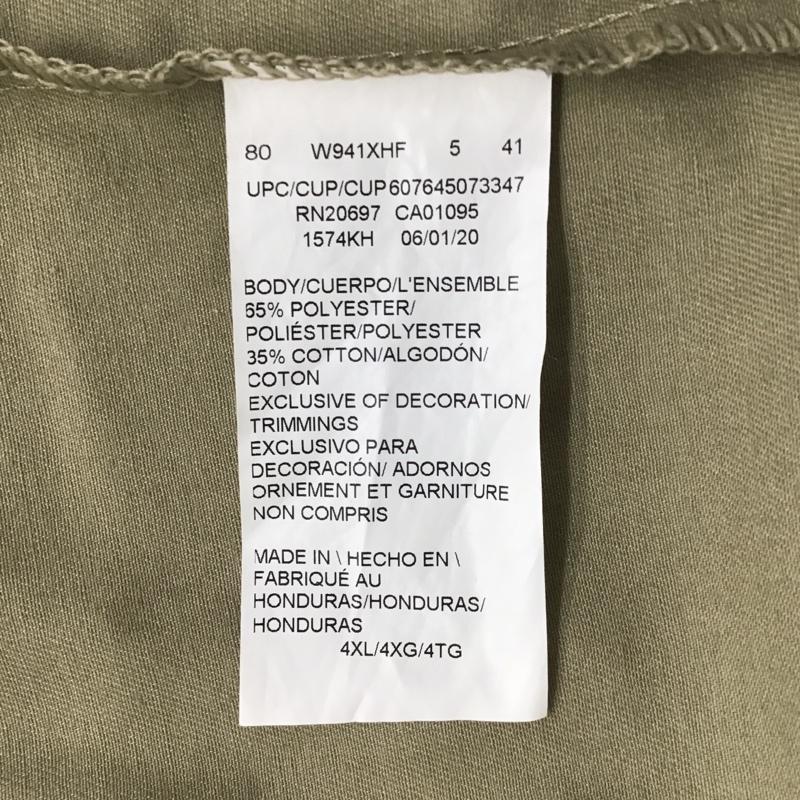 80 W941XHF 5 41
UPC/CUP/CUP607645073347
RN20697 CA01095
1574KH 06/01/20
BODY/CUERPO/L'ENSEMBLE
65% POLYESTER/
POLIÉSTER/POLYESTER
35% COTTON/ALGODÓN/
COTON
EXCLUSIVE OF DECORATION/
TRIMMINGS
EXCLUSIVO PARA
DECORACIÓN/ ADORNOS
ORNEMENT ET GARNITURE
NON COMPRIS
MADE IN \ HECHO EN \
FABRIQUÉ AU
HONDURAS/HONDURAS/
HONDURAS
4XL/4XG/4TG